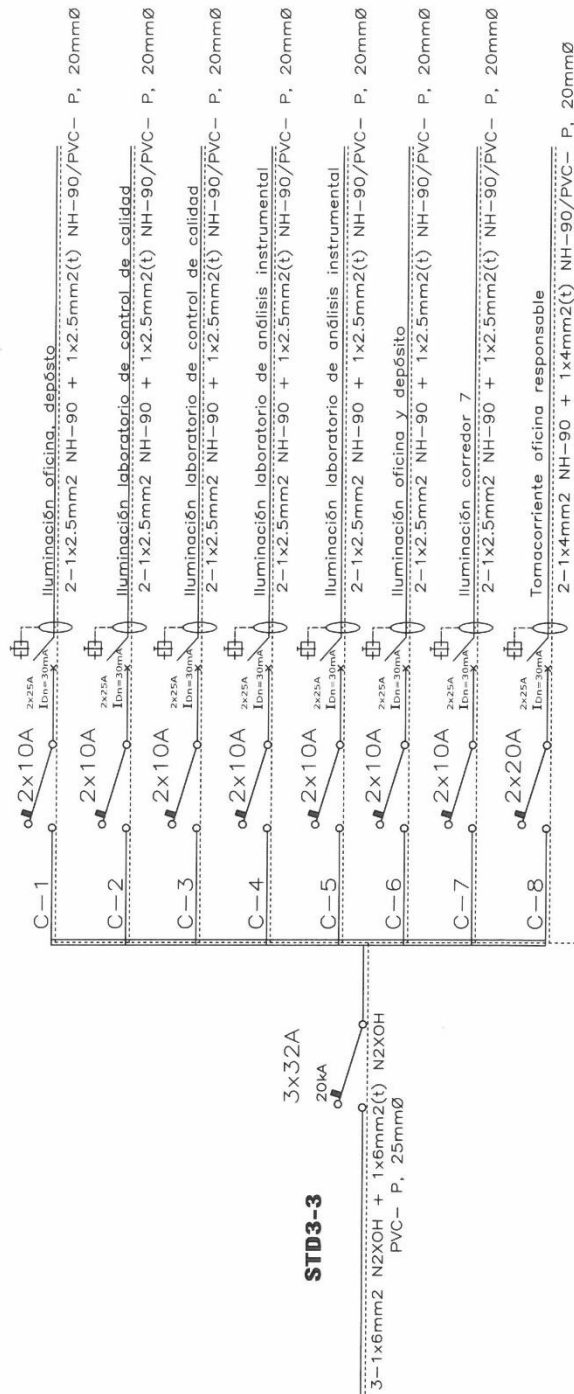 STD3-3
3x32A
20kA
3-1x6mm2 N2XOH + 1x6mm2(t) N2XOH
PVC- P, 25mmØ
C-1
2x10A
2x25A
IDn=30mA
Iluminación oficina, depósto
2-1x2.5mm2 NH-90 + 1x2.5mm2(t) NH-90/PVC- P, 20mmØ
C-2
2x10A
2x25A
IDn=30mA
Iluminación laboratorio de control de calidad
2-1x2.5mm2 NH-90 + 1x2.5mm2(t) NH-90/PVC- P, 20mmØ
C-3
2x10A
2x25A
IDn=30mA
Iluminación laboratorio de control de calidad
2-1x2.5mm2 NH-90 + 1x2.5mm2(t) NH-90/PVC- P, 20mmØ
C-4
2x10A
2x25A
IDn=30mA
Iluminación laboratorio de análisis instrumental
2-1x2.5mm2 NH-90 + 1x2.5mm2(t) NH-90/PVC- P, 20mmØ
C-5
2x10A
2x25A
IDn=30mA
Iluminación laboratorio de análisis instrumental
2-1x2.5mm2 NH-90 + 1x2.5mm2(t) NH-90/PVC- P, 20mmØ
C-6
2x10A
2x25A
IDn=30mA
Iluminación oficina y depósito
2-1x2.5mm2 NH-90 + 1x2.5mm2(t) NH-90/PVC- P, 20mmØ
C-7
2x10A
2x25A
IDn=30mA
Iluminación corredor 7
2-1x2.5mm2 NH-90 + 1x2.5mm2(t) NH-90/PVC- P, 20mmØ
C-8
2x20A
2x25A
IDn=30mA
Tomacorriente oficina responsable
2-1x4mm2 NH-90 + 1x4mm2(t) NH-90/PVC- P, 20mmØ